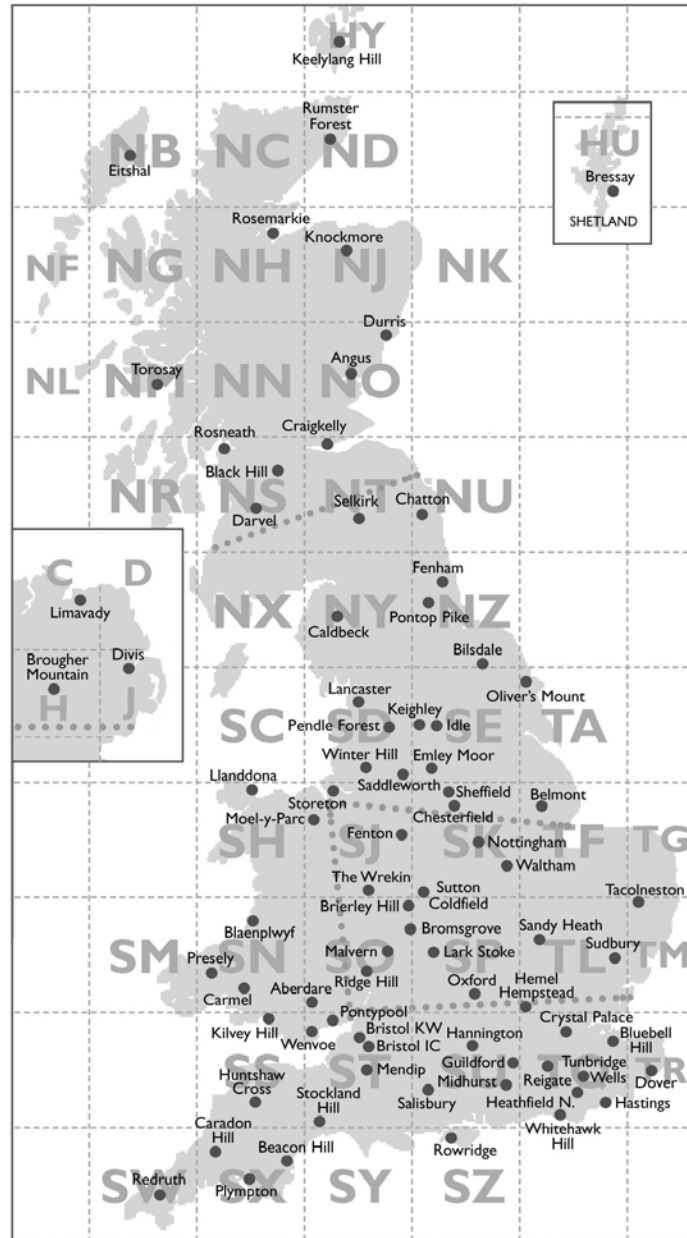 HY
Keelylang Hill
Rumster
Forest
NB
NC
ND
Eitshal
HU
Bressay
SHETLAND
Rosemarkie
Knockmore
NF
NG
NH
NJ
NK
Durris
Angus
Torosay
NL
NM
NN
NO
Craigkelly
Rosneath
Black Hill
NR
NS
NT
NU
Selkirk
Chatton
Darvel
C
D
Limavady
Brougher
Mountain
Divis
H
J
Fenham
NX
NY
NZ
Pontop Pike
Caldbeck
Bilsdale
Oliver's Mount
Lancaster
Keighley
SC
SD
SE
TA
Pendle Forest
Idle
Winter Hill
Emley Moor
Saddleworth
Llanddona
Storeton
Sheffield
Belmont
Moel-y-Parc
Chesterfield
Fenton
SH
SJ
SK
TF
TG
Nottingham
Waltham
The Wrekin
Sutton
Coldfield
Tacolneston
Brierley Hill
Blaenplwyf
Bromsgrove
Sandy Heath
SM
SN
SO
SP
TL
TM
Presely
Malvern
Lark Stoke
Sudbury
Carmel
Ridge Hill
Aberdare
Oxford
Hemel
Hempstead
Pontypool
Crystal Palace
Kilvey Hill
Wenvoe
Bristol KW
Bristol IC
Hannington
Bluebell
Hill
SS
ST
SU
TQ
TR
Mendip
Guildford
Tunbridge
Wells
Huntshaw
Cross
Stockland
Hill
Salisbury
Midhurst
Reigate
Dover
Heathfield N.
Hastings
Whitehawk
Hill
Caradon
Hill
Beacon Hill
Rowridge
SW
SX
SY
SZ
Redruth
Plympton